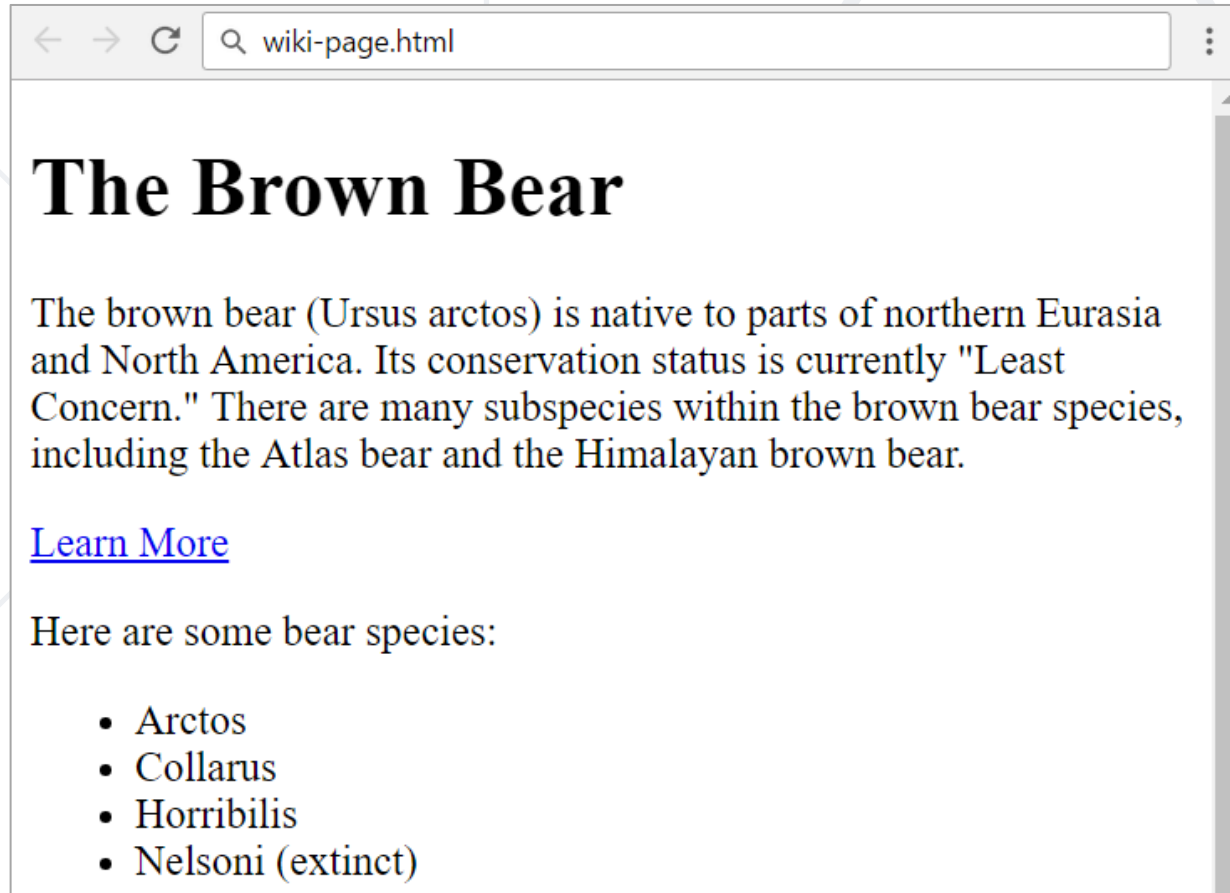 wiki-page.html
The Brown Bear
The brown bear (Ursus arctos) is native to parts of northern Eurasia
and North America. Its conservation status is currently "Least
Concern." There are many subspecies within the brown bear species,
including the Atlas bear and the Himalayan brown bear.
Learn More
Here are some bear species:
• Arctos
• Collarus
• Horribilis
• Nelsoni (extinct)